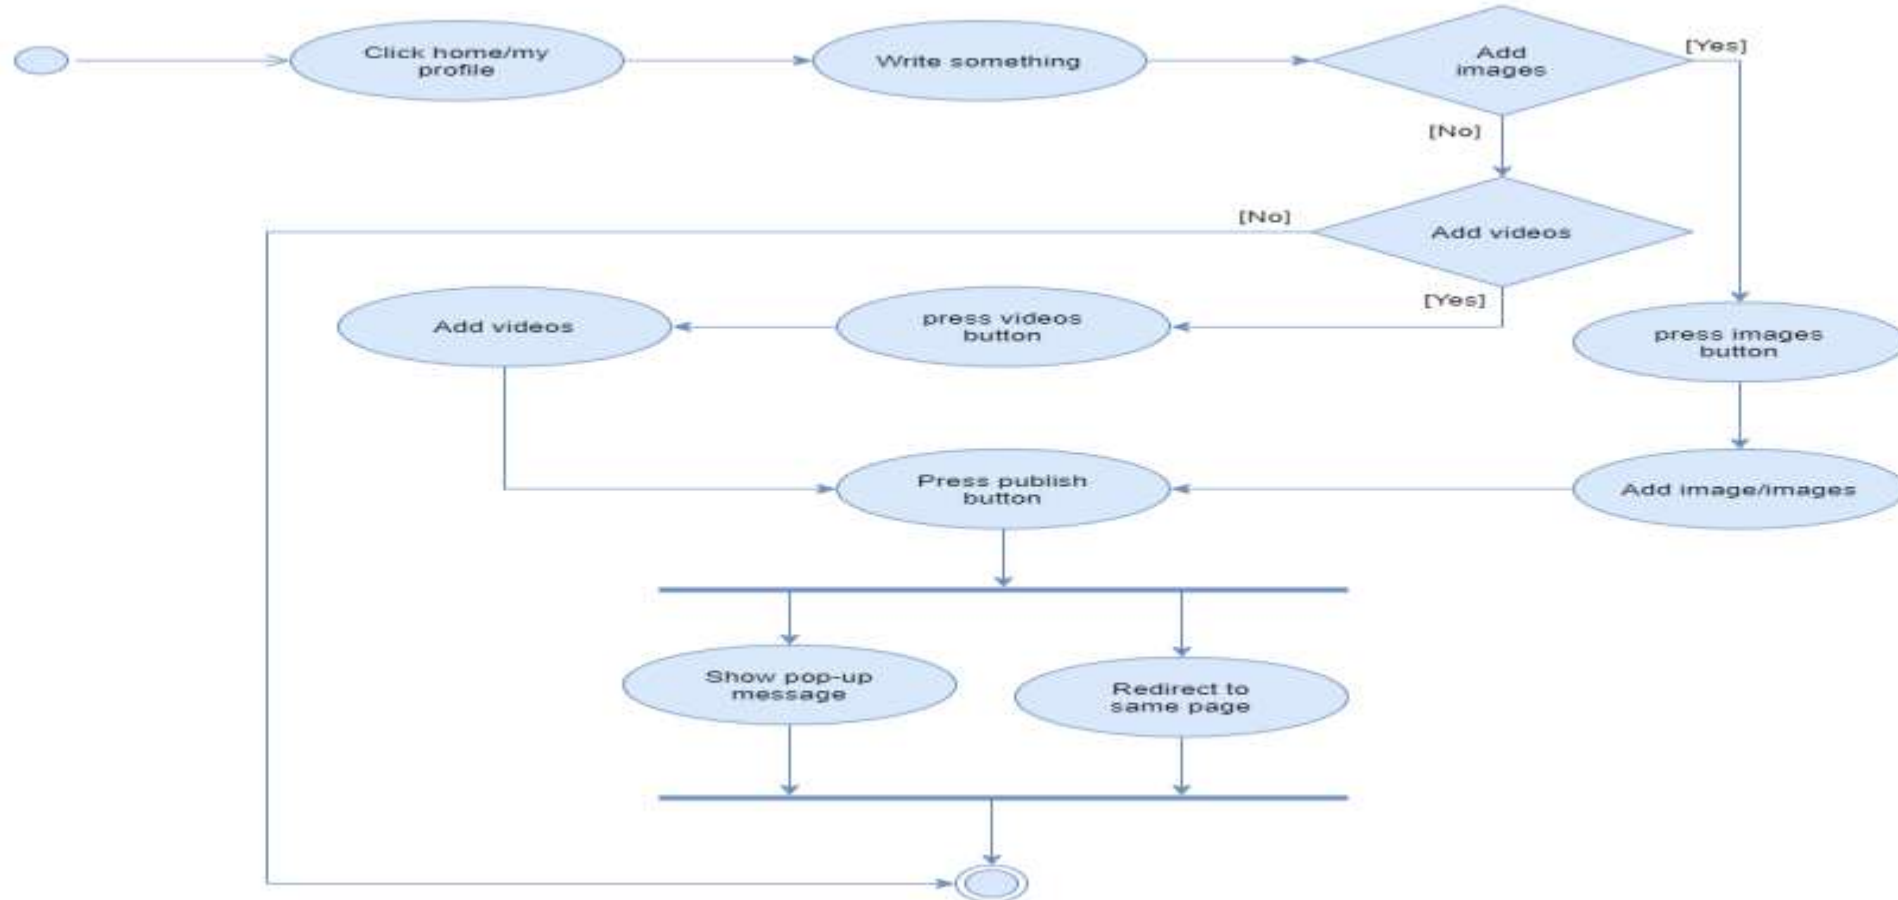 Click home/my
profile
Write something
Add
images
[Yes]
[No]
[No]
Add videos
[Yes]
Add videos
press videos
button
press images
button
Press publish
button
Add image/images
Show pop-up
message
Redirect to
same page